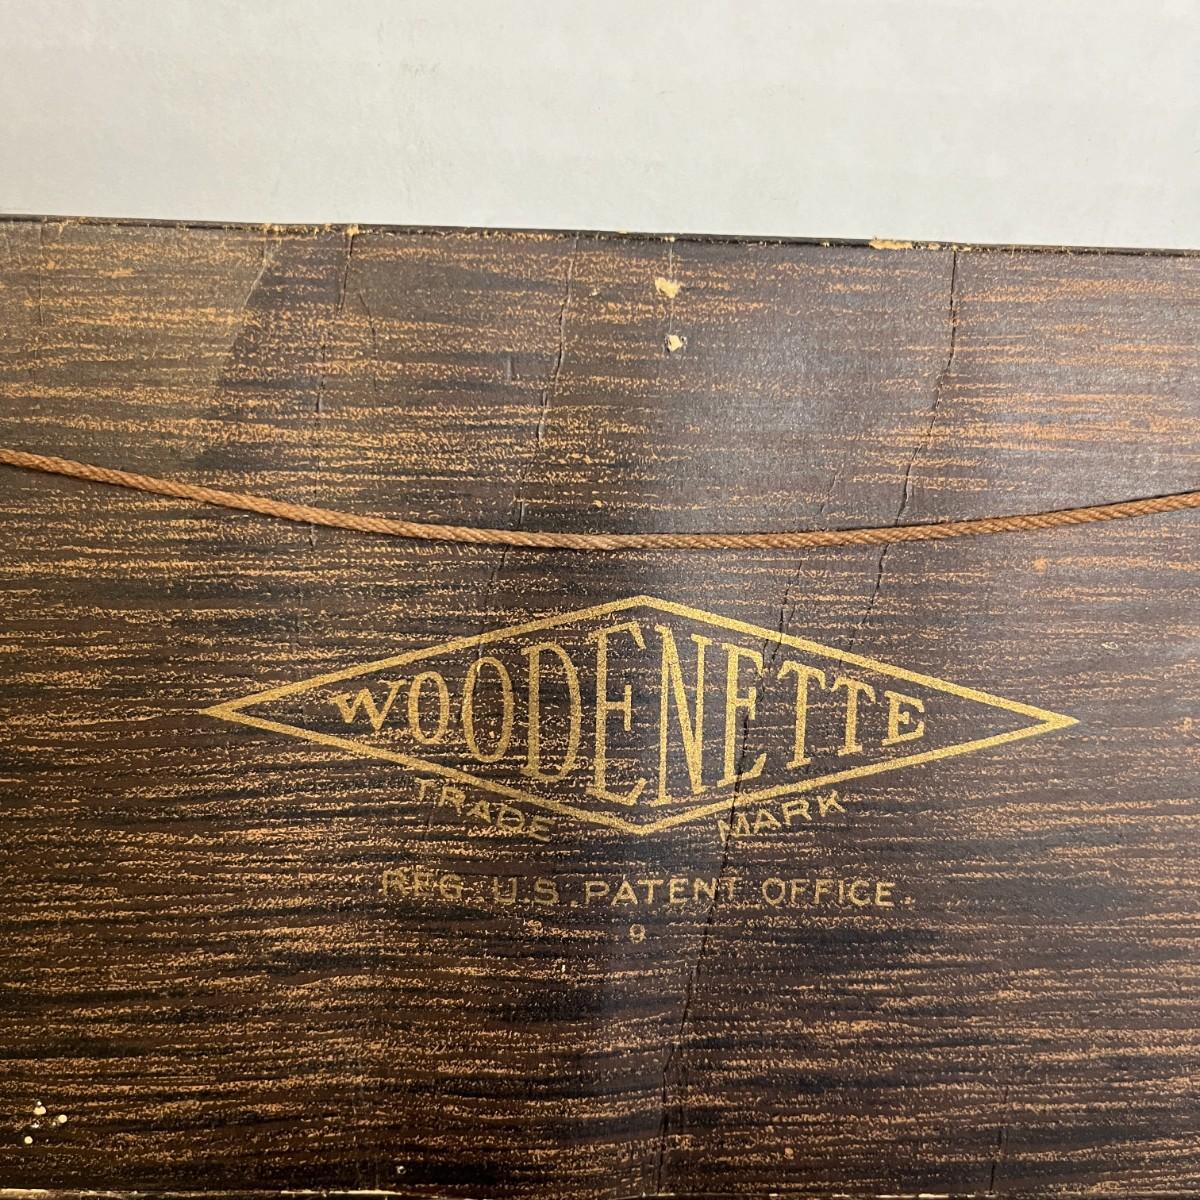 WOODENETTE
TRADE MARK
REG. U.S. PATENT OFFICE.
9